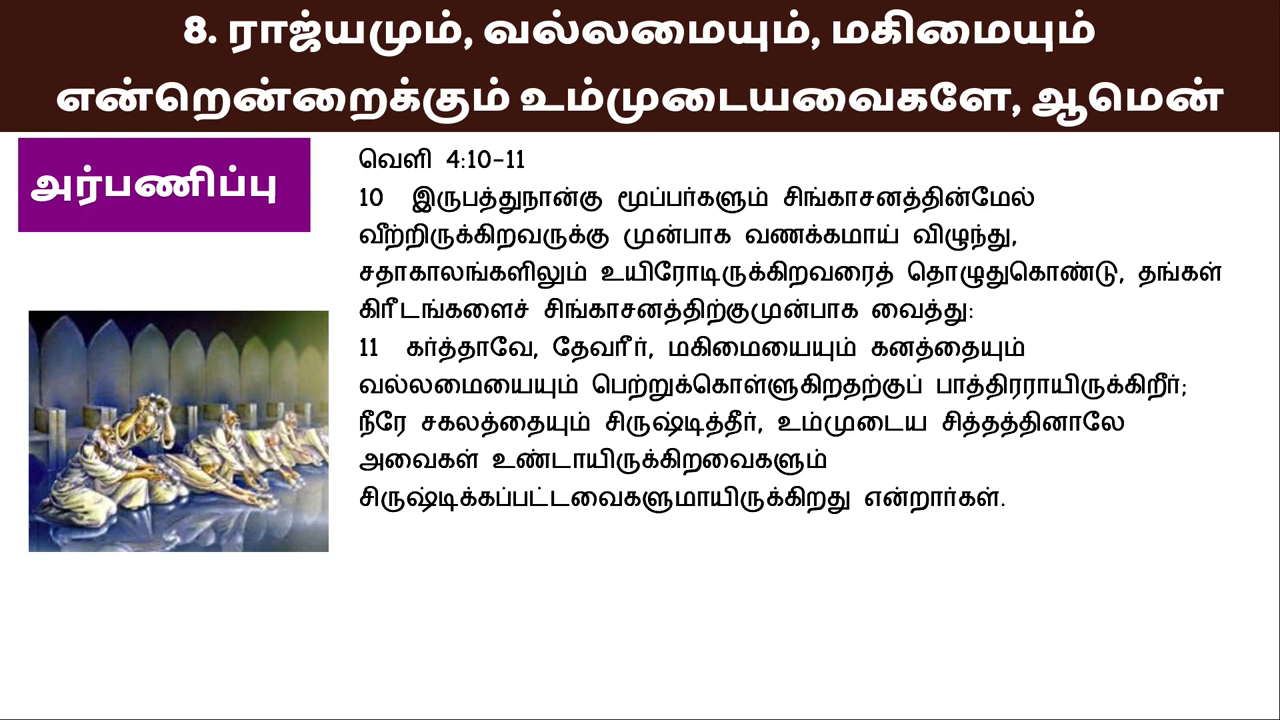 8. ராஜ்யமும், வல்லமையும், மகிமையும்
என்றென்றைக்கும் உம்முடையவைகளே, ஆமென்
அர்பணிப்பு
வெளி 4:10-11
10 இருபத்துநான்கு மூப்பர்களும் சிங்காசனத்தின்மேல்
வீற்றிருக்கிறவருக்கு முன்பாக வணக்கமாய் விழுந்து,
சதாகாலங்களிலும் உயிரோடிருக்கிறவரைத் தொழுதுகொண்டு, தங்கள்
கிரீடங்களைச் சிங்காசனத்திற்குமுன்பாக வைத்து:
11 கர்த்தாவே, தேவரீர், மகிமையையும் கனத்தையும்
வல்லமையையும் பெற்றுக்கொள்ளுகிறதற்குப் பாத்திரராயிருக்கிறீர்;
நீரே சகலத்தையும் சிருஷ்டித்தீர், உம்முடைய சித்தத்தினாலே
அவைகள் உண்டாயிருக்கிறவைகளும்
சிருஷ்டிக்கப்பட்டவைகளுமாயிருக்கிறது என்றார்கள்.